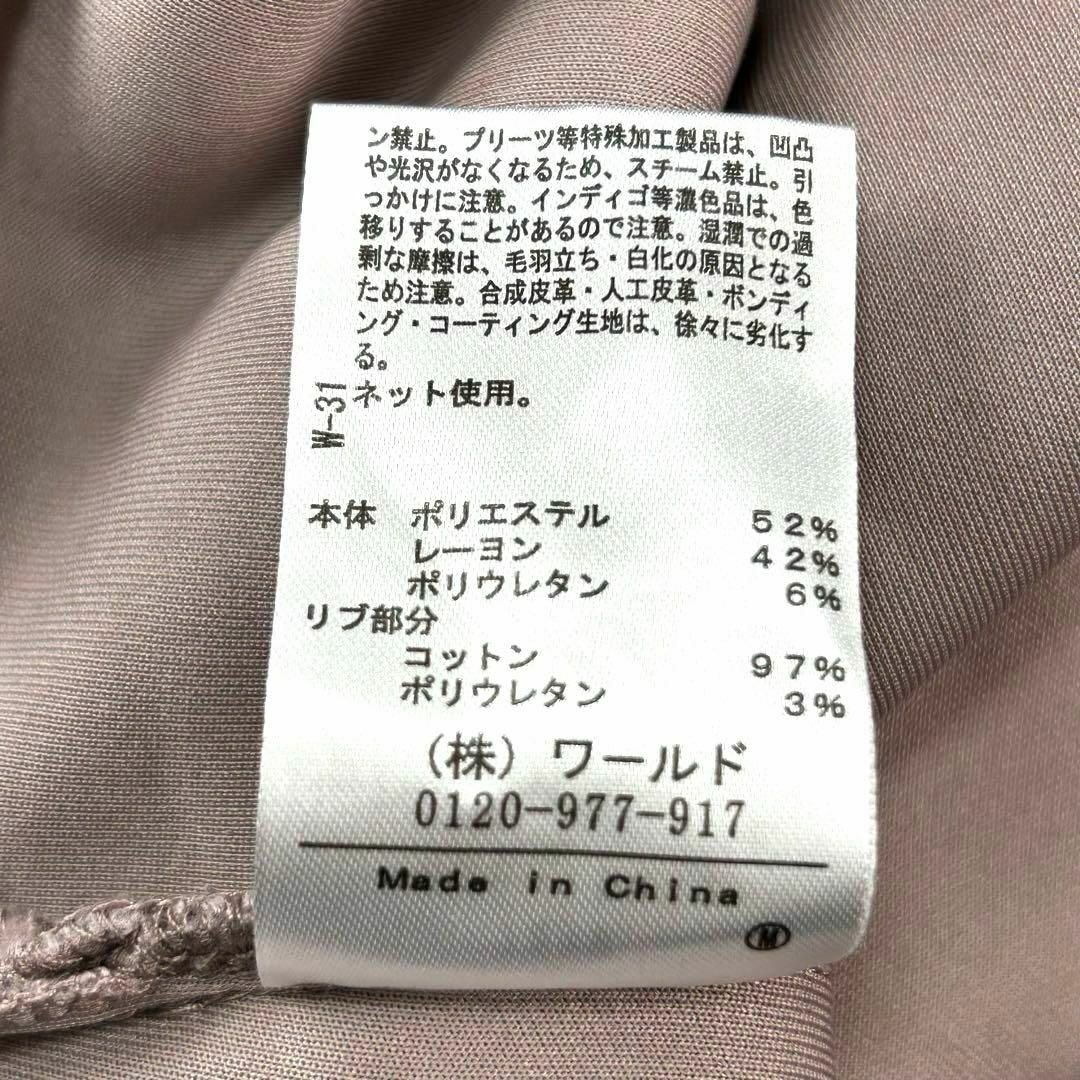 ン禁止。プリーツ等特殊加工製品は、凹凸
や光沢がなくなるため、スチーム禁止。引
っかけに注意。インディゴ等濃色品は、色
移りすることがあるので注意。湿潤での過
剰な摩擦は、毛羽立ち・白化の原因となる
ため注意。合成皮革・人工皮革・ボンディ
ング・コーティング生地は、徐々に劣化す
る。
ネット使用。
W-31
本体 ポリエステル 52%
レーヨン 42%
ポリウレタン 6%
リブ部分
コットン 97%
ポリウレタン 3%
(株) ワールド
0120-977-917
Made in China
M